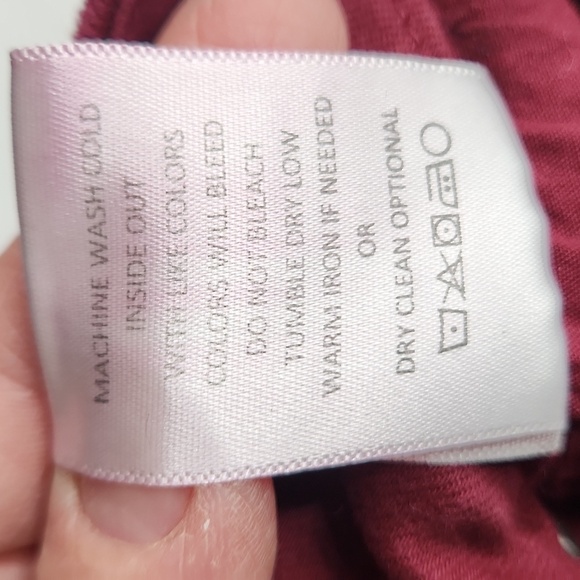 MACHINE WASH COLD
INSIDE OUT
WITH LIKE COLORS
COLORS WILL BLEED
DO NOT BLEACH
TUMBLE DRY LOW
WARM IRON IF NEEDED
OR
DRY CLEAN OPTIONAL